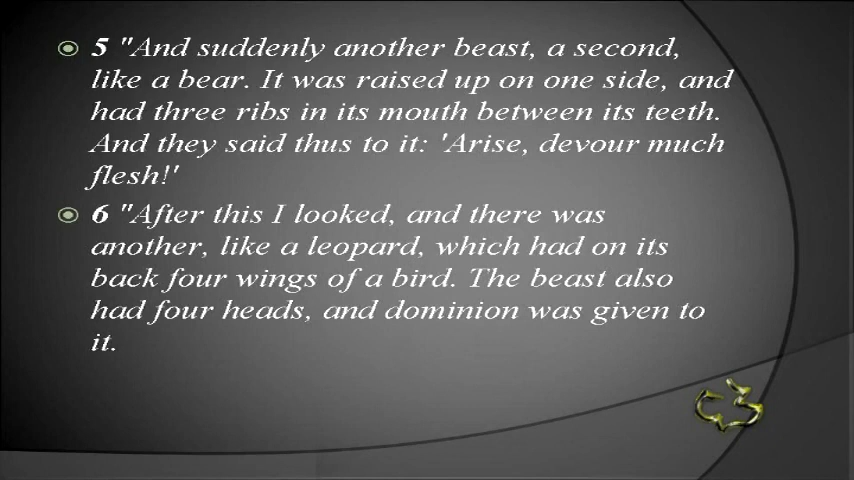 5 "And suddenly another beast, a second,
like a bear. It was raised up on one side, and
had three ribs in its mouth between its teeth.
And they said thus to it: 'Arise, devour much
flesh!'
6 "After this I looked, and there was
another, like a leopard, which had on its
back four wings of a bird. The beast also
had four heads, and dominion was given to
it.